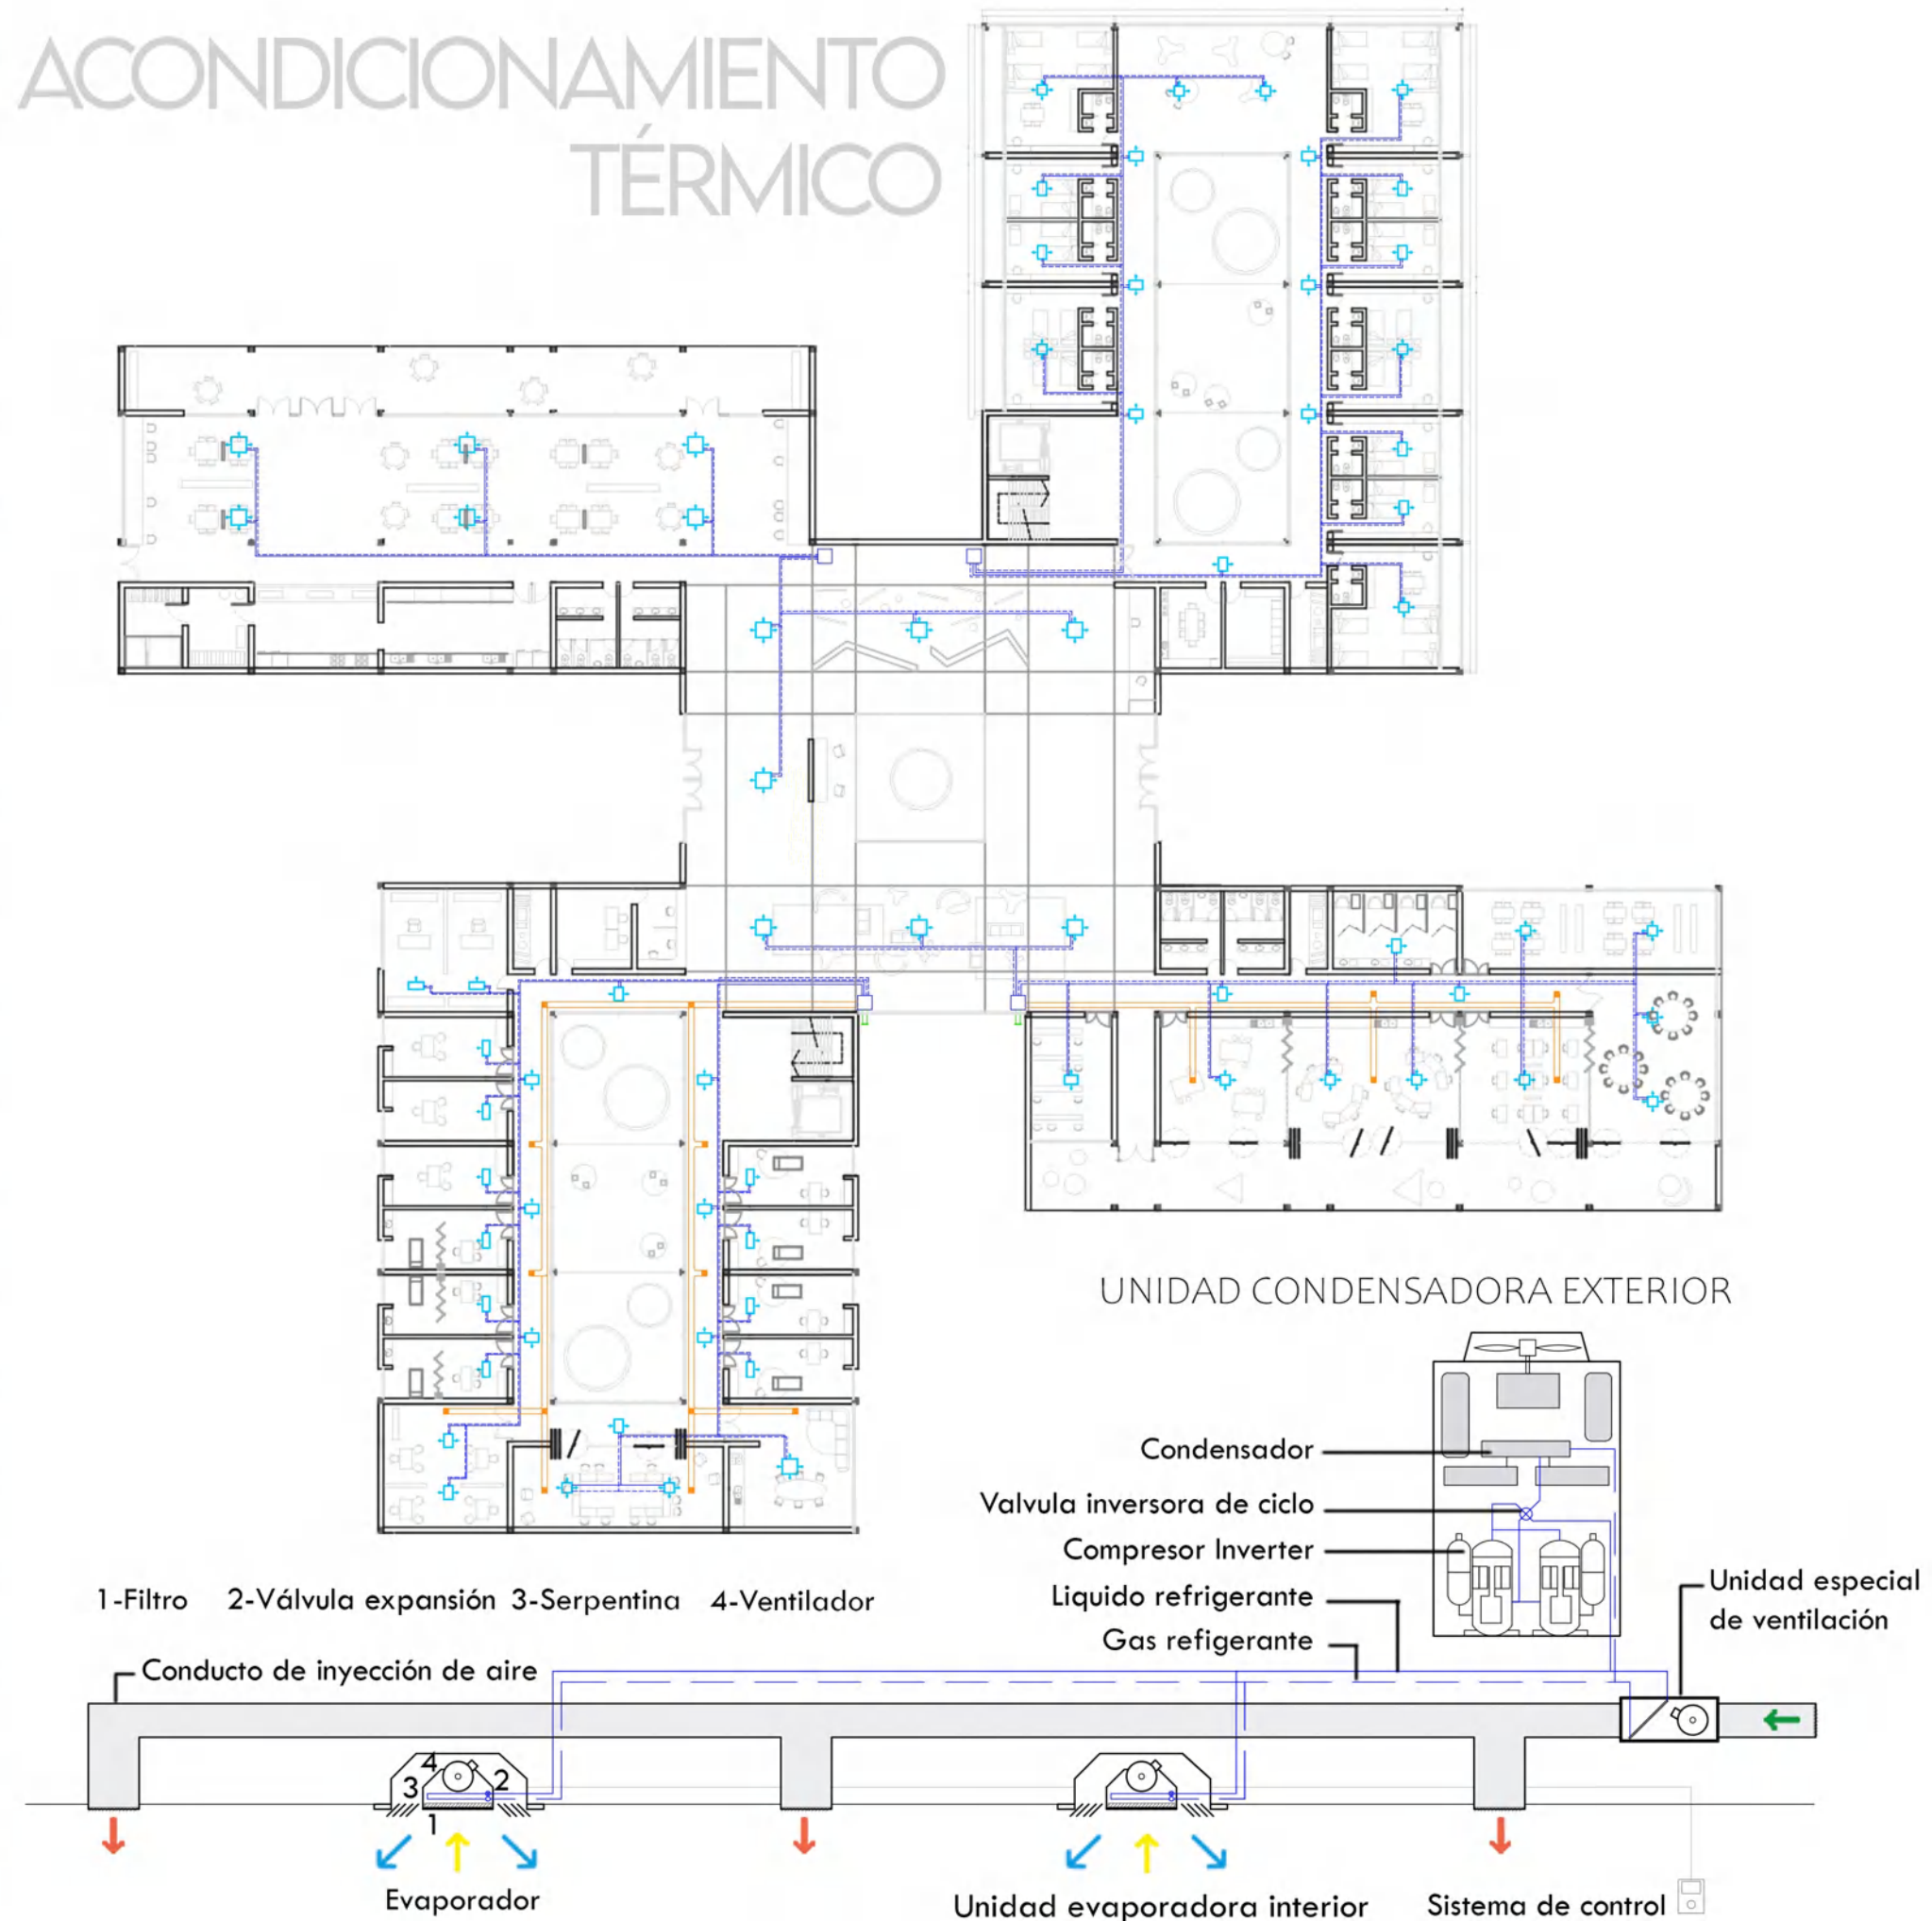 ACONDICIONAMIENTO
TÉRMICO
UNIDAD CONDENSADORA EXTERIOR
Condensador
Valvula inversora de ciclo
Compresor Inverter
Liquido refrigerante
Gas refigerante
Unidad especial
de ventilación
1-Filtro 2-Válvula expansión 3-Serpentina 4-Ventilador
Conducto de inyección de aire
4
3
2
1
Evaporador
Unidad evaporadora interior
Sistema de control